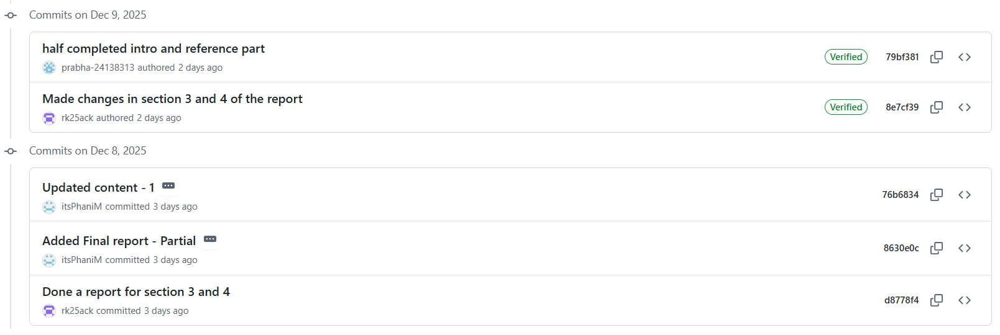 Commits on Dec 9, 2025
half completed intro and reference part
prabha-24138313 authored 2 days ago
Verified
79bf381
Made changes in section 3 and 4 of the report
rk25ack authored 2 days ago
Verified
8e7cf39
Commits on Dec 8, 2025
Updated content - 1
itsPhaniM committed 3 days ago
76b6834
Added Final report - Partial
itsPhaniM committed 3 days ago
8630e0c
Done a report for section 3 and 4
rk25ack committed 3 days ago
d8778f4